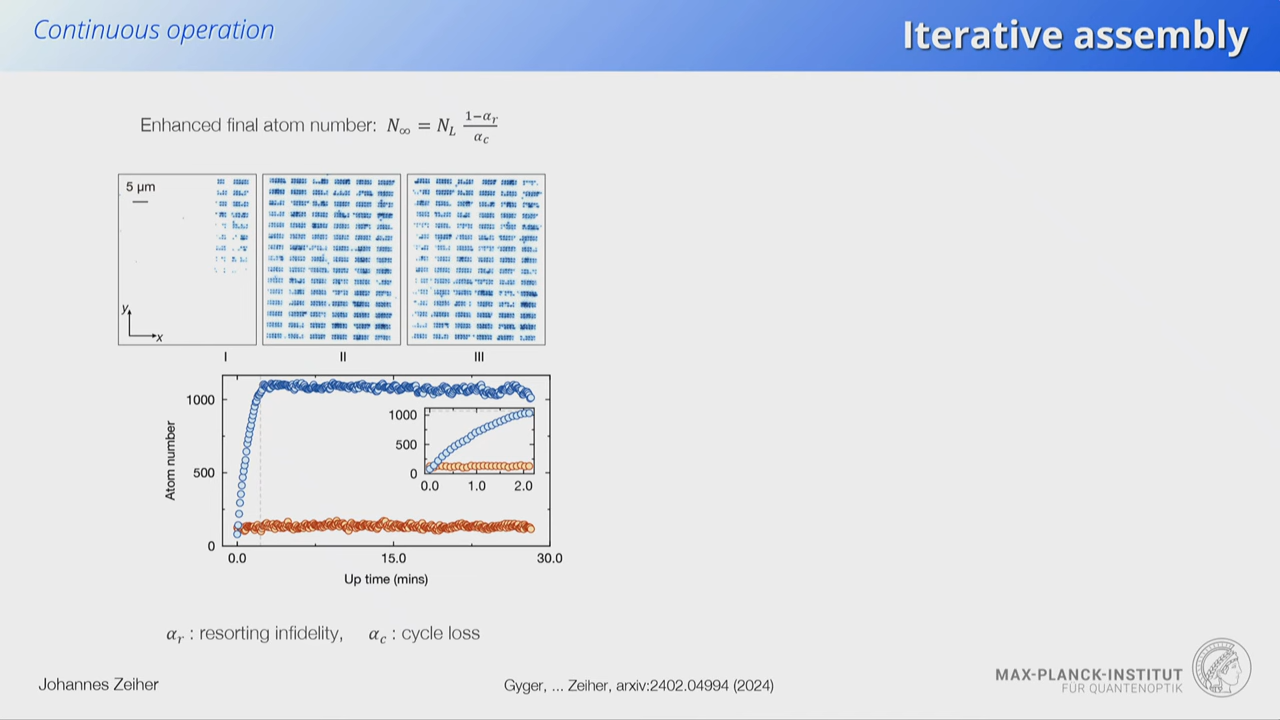 Continuous operation
Iterative assembly
Enhanced final atom number: N∞ = N_L (1−α_r)/α_c
5 µm
y
x
I II III
Atom number
1000
500
0
0.0 15.0 30.0
Up time (mins)
1000
500
0
0.0 1.0 2.0
α_r : resorting infidelity, α_c : cycle loss
Johannes Zeiher
Gyger, ... Zeiher, arxiv:2402.04994 (2024)
MAX-PLANCK-INSTITUT
FÜR QUANTENOPTIK